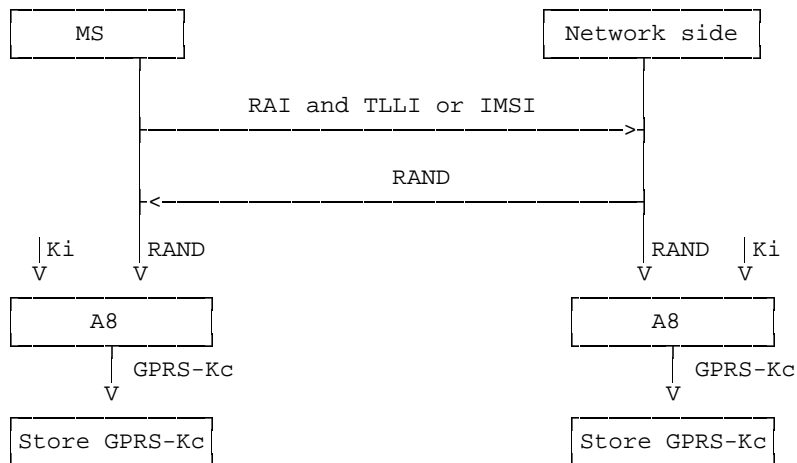 MS Network side
RAI and TLLI or IMSI
RAND
Ki RAND RAND Ki
V V V V
A8 A8
GPRS-Kc GPRS-Kc
V V
Store GPRS-Kc Store GPRS-Kc